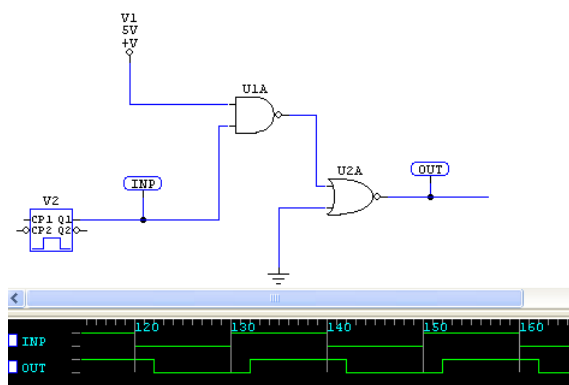 V1
5V
+V
U1A
U2A
OUT
INP
V2
CP1 Q1
CP2 Q2
120 130 140 150 160
INP
OUT